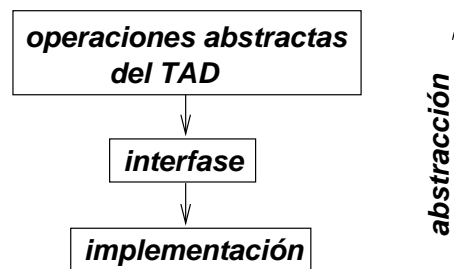 operaciones abstractas
del TAD
interfase
implementación
abstracción